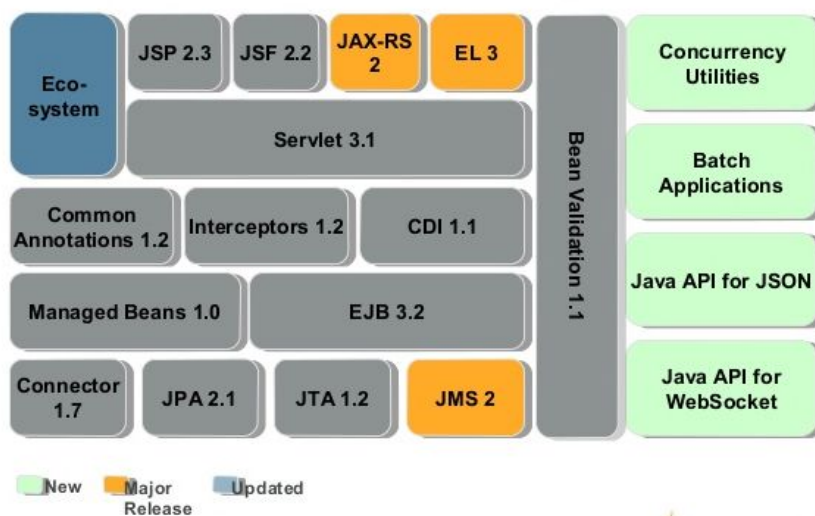 Eco-
system
JSP 2.3
JSF 2.2
JAX-RS
2
EL 3
Servlet 3.1
Common
Annotations 1.2
Interceptors 1.2
CDI 1.1
Managed Beans 1.0
EJB 3.2
Connector
1.7
JPA 2.1
JTA 1.2
JMS 2
Bean Validation 1.1
Concurrency
Utilities
Batch
Applications
Java API for JSON
Java API for
WebSocket
New
Major
Release
Updated